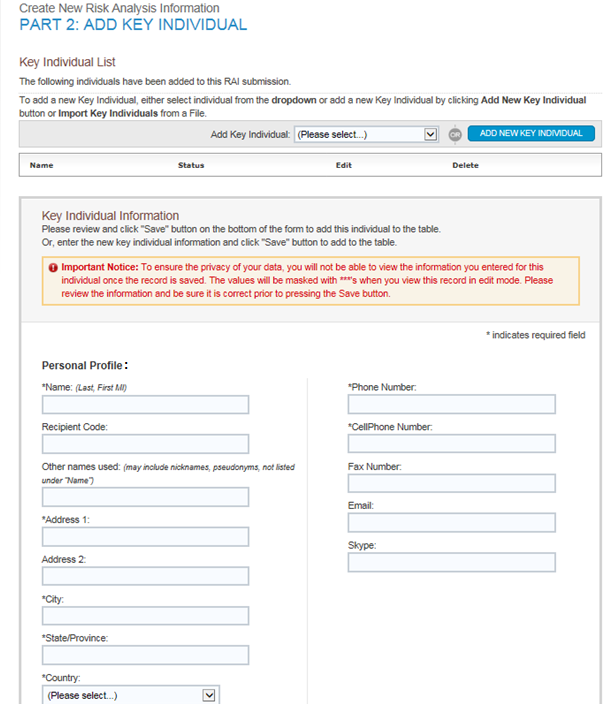 Create New Risk Analysis Information
PART 2: ADD KEY INDIVIDUAL
Key Individual List
The following individuals have been added to this RAI submission.
To add a new Key Individual, either select individual from the dropdown or add a new Key Individual by clicking Add New Key Individual
button or Import Key Individuals from a File.
Add Key Individual: (Please select...) OR ADD NEW KEY INDIVIDUAL
Name Status Edit Delete
Key Individual Information
Please review and click "Save" button on the bottom of the form to add this individual to the table.
Or, enter the new key individual information and click "Save" button to add to the table.
Important Notice: To ensure the privacy of your data, you will not be able to view the information you entered for this
individual once the record is saved. The values will be masked with ***'s when you view this record in edit mode. Please
review the information and be sure it is correct prior to pressing the Save button.
* indicates required field
Personal Profile:
*Name: (Last, First MI)
Recipient Code:
Other names used: (may include nicknames, pseudonyms, not listed
under "Name")
*Address 1:
Address 2:
*City:
*State/Province:
*Country:
(Please select...)
*Phone Number:
*CellPhone Number:
Fax Number:
Email:
Skype: